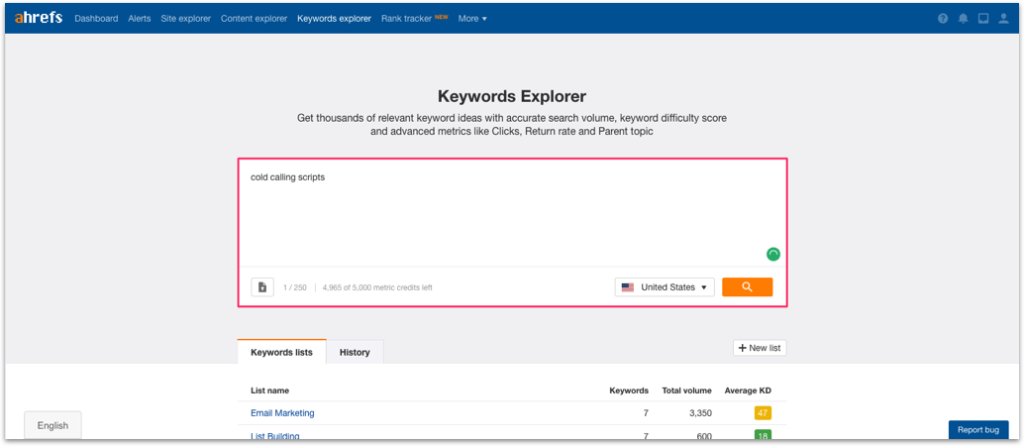 ahrefs Dashboard Alerts Site explorer Content explorer Keywords explorer Rank tracker NEW More
Keywords Explorer
Get thousands of relevant keyword ideas with accurate search volume, keyword difficulty score
and advanced metrics like Clicks, Return rate and Parent topic
cold calling scripts
1 / 250 4,965 of 5,000 metric credits left United States
Keywords lists History + New list
List name Keywords Total volume Average KD
Email Marketing 7 3,350 47
List Building 7 600 18
English
Report bug